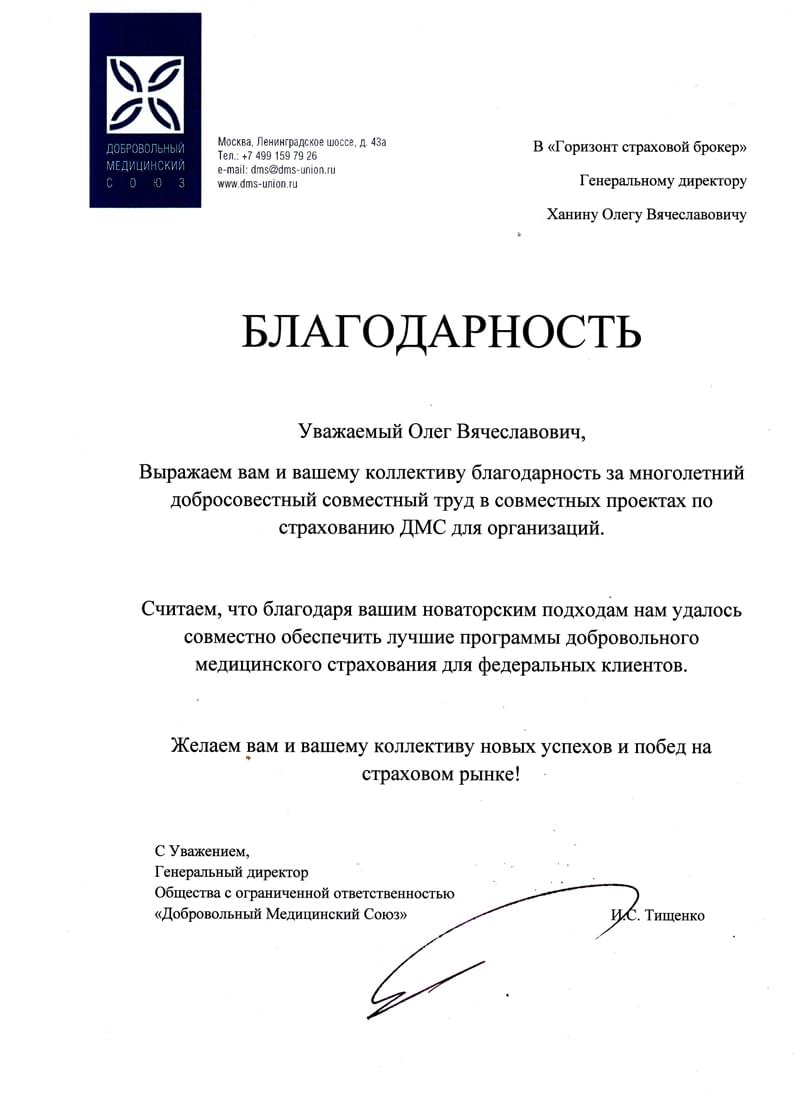 ДОБРОВОЛЬНЫЙ
МЕДИЦИНСКИЙ
СОЮЗ
Москва, Ленинградское шоссе, д. 43а
Тел.: +7 499 159 79 26
e-mail: dms@dms-union.ru
www.dms-union.ru
В «Горизонт страховой брокер»
Генеральному директору
Ханину Олегу Вячеславовичу
БЛАГОДАРНОСТЬ
Уважаемый Олег Вячеславович,
Выражаем вам и вашему коллективу благодарность за многолетний
добросовестный совместный труд в совместных проектах по
страхованию ДМС для организаций.
Считаем, что благодаря вашим новаторским подходам нам удалось
совместно обеспечить лучшие программы добровольного
медицинского страхования для федеральных клиентов.
Желаем вам и вашему коллективу новых успехов и побед на
страховом рынке!
С Уважением,
Генеральный директор
Общества с ограниченной ответственностью
«Добровольный Медицинский Союз»
И.С. Тищенко